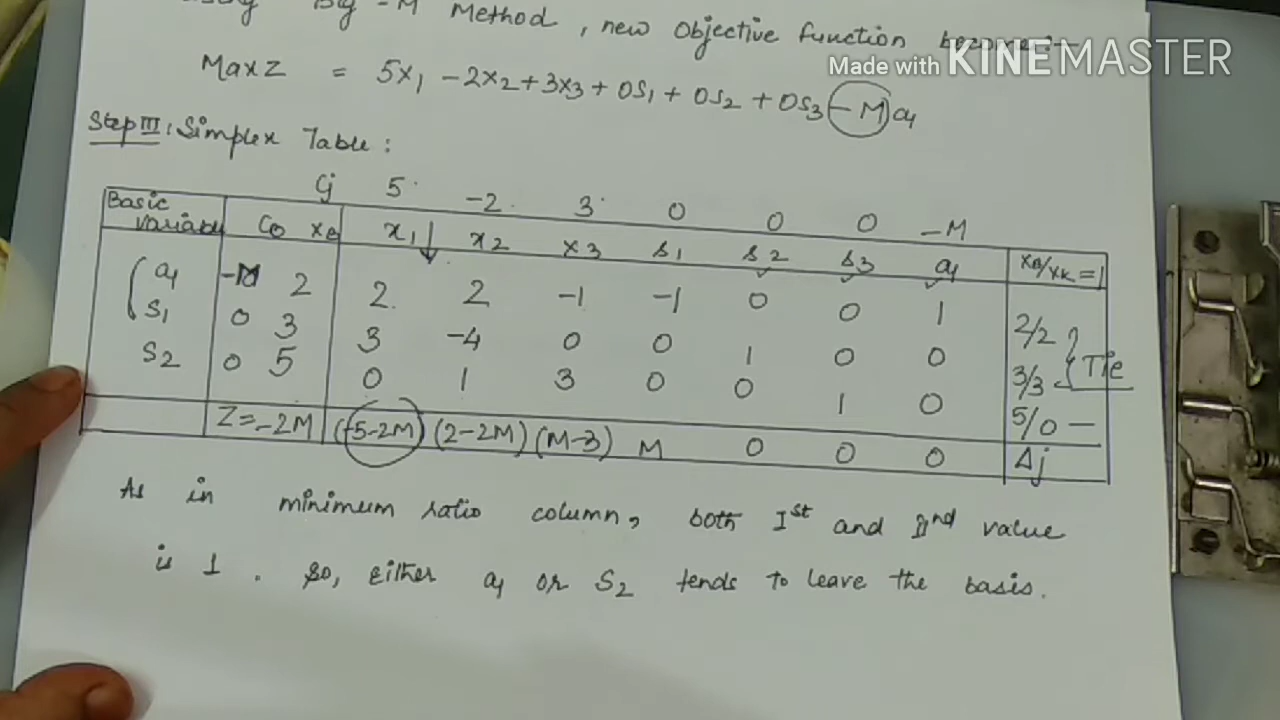 Big-M Method, new Objective function
Made with KINEMASTER
Max Z = 5x1 - 2x2 + 3x3 + 0s1 + 0s2 + 0s3 - M a1
Step III: Simplex Table:
Cj 5 -2 3 0 0 0 -M
Basic Variable CB XB x1 x2 x3 s1 s2 s3 a1 XB/XK = 1
a1 -M 2 2 2 -1 -1 0 0 1 2/2
S1 0 3 3 -4 0 0 1 0 0 3/3 Tie
S2 0 5 0 1 3 0 0 1 0 5/0 —
Z=-2M (-5-2M) (2-2M) (M-3) M 0 0 0 Δj
As in minimum ratio column, both Ist and IInd value
is 1. So, either a1 or S2 tends to leave the basis.